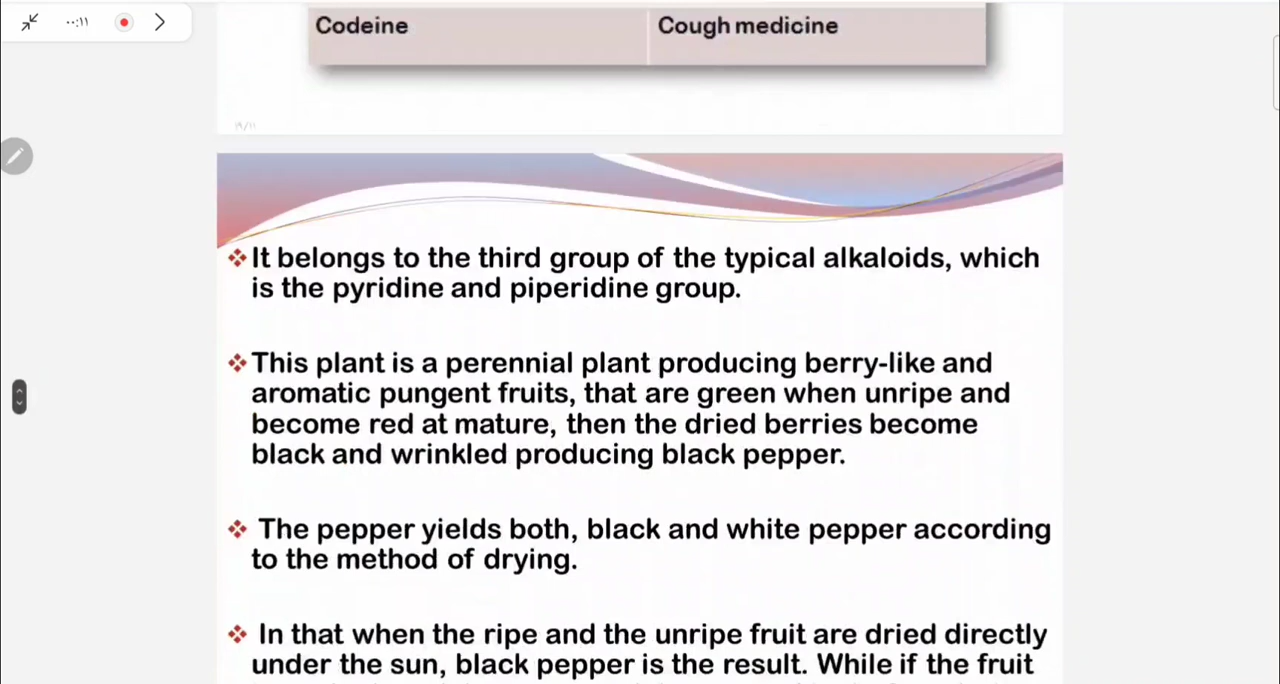 ٠٠:١١
Codeine
Cough medicine
It belongs to the third group of the typical alkaloids, which
is the pyridine and piperidine group.
This plant is a perennial plant producing berry-like and
aromatic pungent fruits, that are green when unripe and
become red at mature, then the dried berries become
black and wrinkled producing black pepper.
The pepper yields both, black and white pepper according
to the method of drying.
In that when the ripe and the unripe fruit are dried directly
under the sun, black pepper is the result. While if the fruit